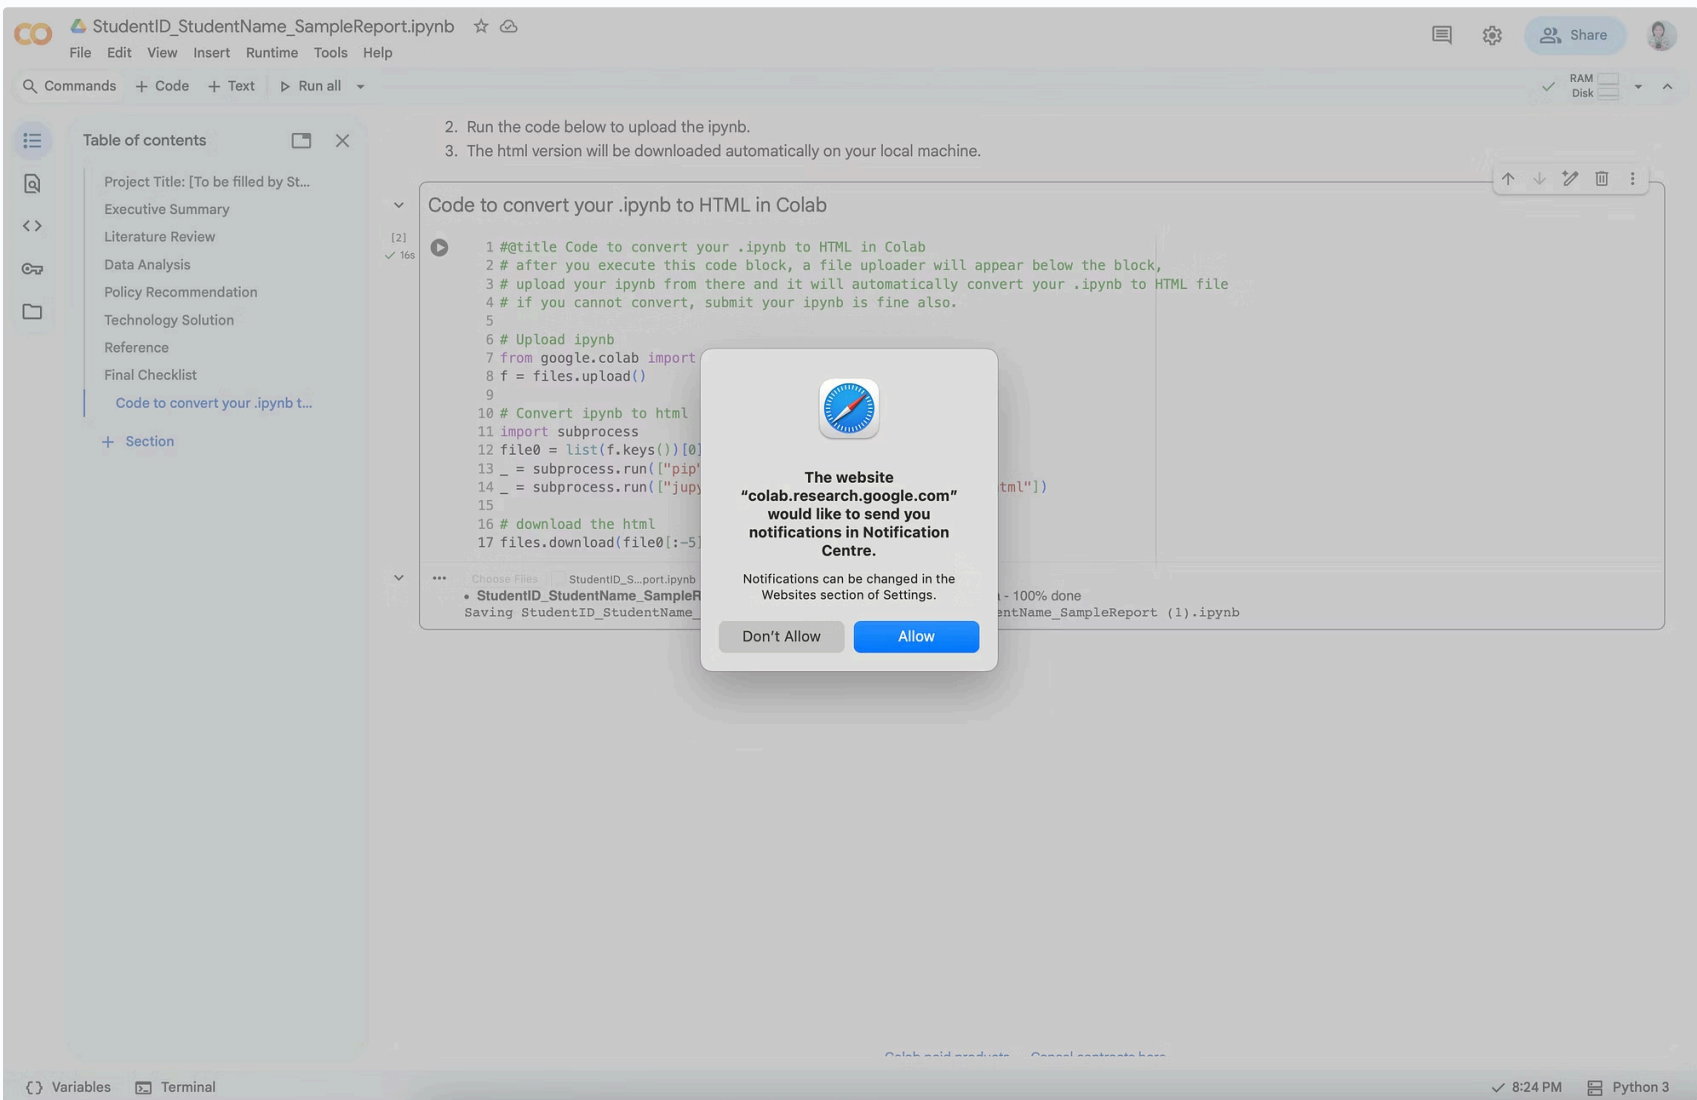 StudentID_StudentName_SampleReport.ipynb
File Edit View Insert Runtime Tools Help
Share
Commands + Code + Text Run all
RAM
Disk
Table of contents
Project Title: [To be filled by St...
Executive Summary
Literature Review
Data Analysis
Policy Recommendation
Technology Solution
Reference
Final Checklist
Code to convert your .ipynb t...
+ Section
2. Run the code below to upload the ipynb.
3. The html version will be downloaded automatically on your local machine.
Code to convert your .ipynb to HTML in Colab
[2]
16s
1 #@title Code to convert your .ipynb to HTML in Colab
2 # after you execute this code block, a file uploader will appear below the block,
3 # upload your ipynb from there and it will automatically convert your .ipynb to HTML file
4 # if you cannot convert, submit your ipynb is fine also.
5
6 # Upload ipynb
7 from google.colab import
8 f = files.upload()
9
10 # Convert ipynb to html
11 import subprocess
12 file0 = list(f.keys())[0]
13 _ = subprocess.run(["pip"
14 _ = subprocess.run(["jupy tml"])
15
16 # download the html
17 files.download(file0[:-5]
Choose Files StudentID_S...port.ipynb
• StudentID_StudentName_SampleR - 100% done
Saving StudentID_StudentName_ entName_SampleReport (1).ipynb
The website
“colab.research.google.com”
would like to send you
notifications in Notification
Centre.
Notifications can be changed in the
Websites section of Settings.
Don’t Allow Allow
Colab paid products Cancel contracts here
Variables Terminal
8:24 PM Python 3